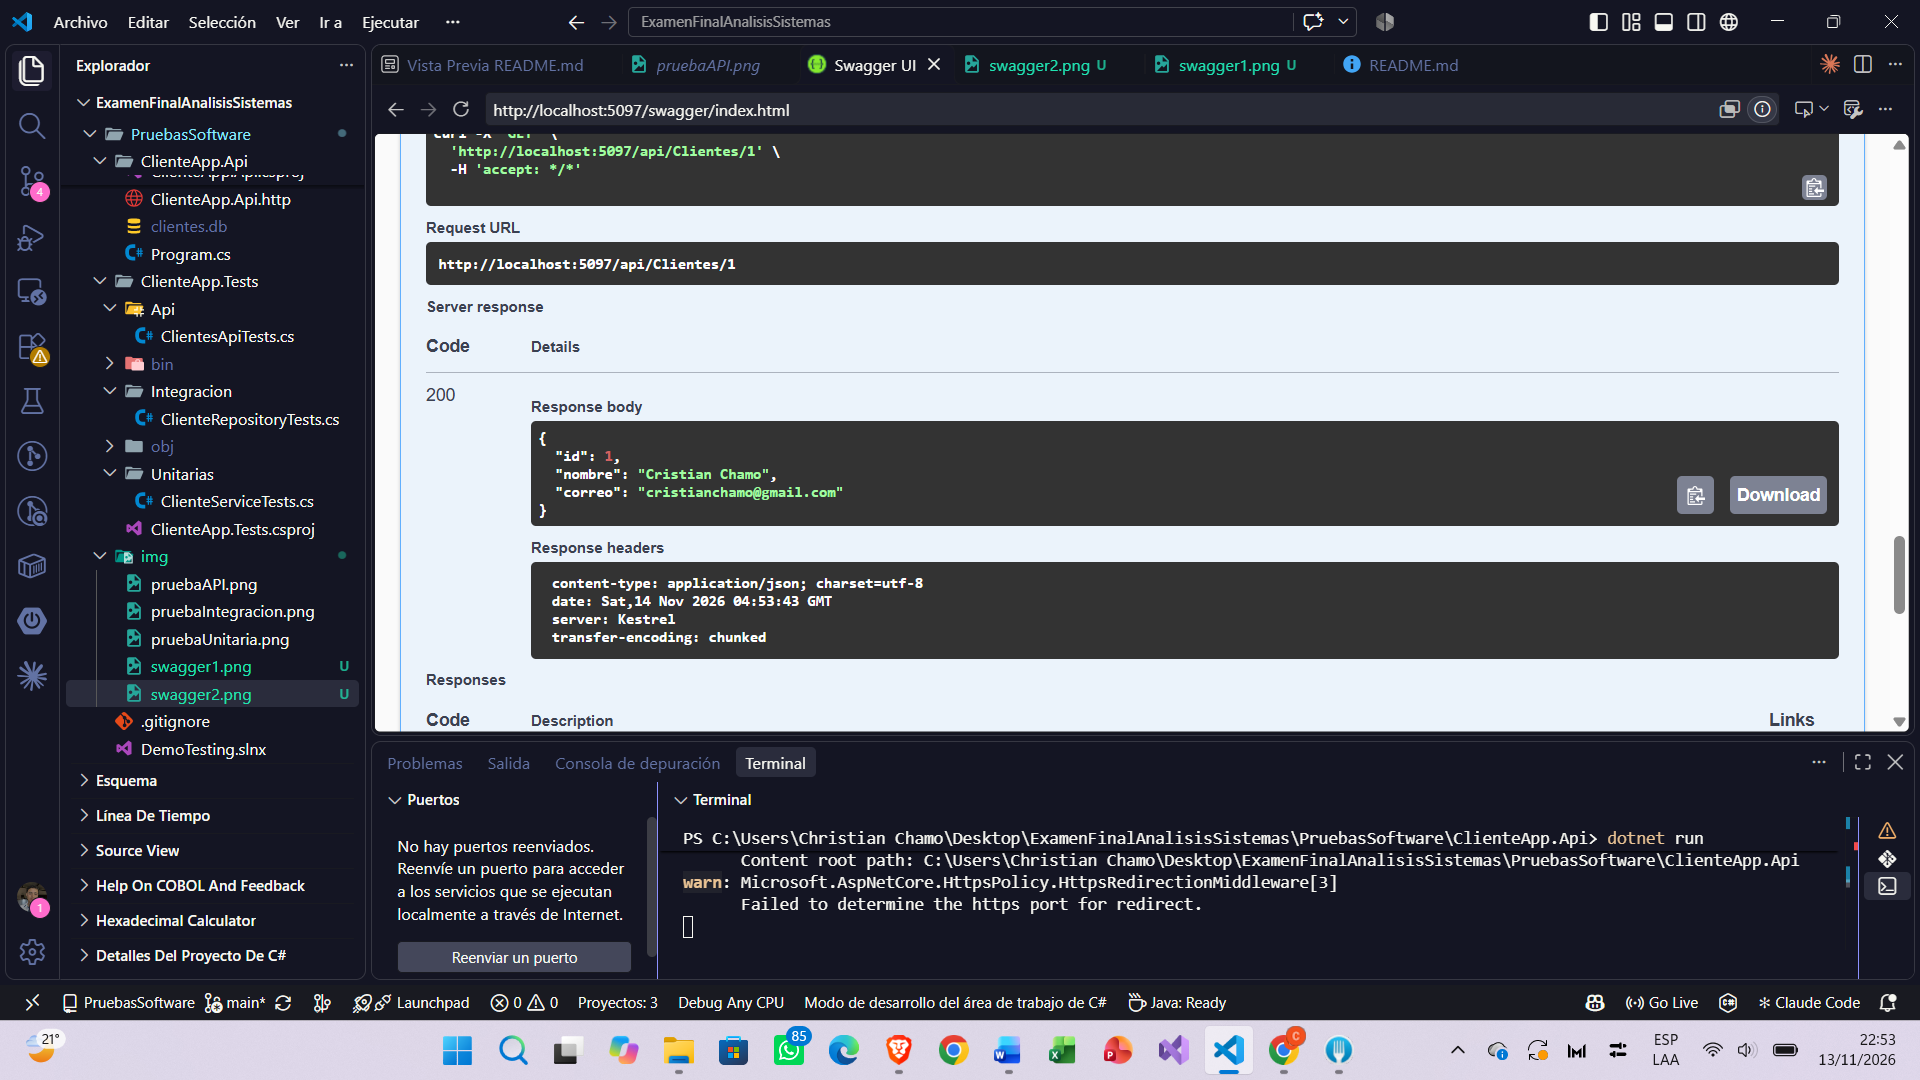 Archivo Editar Selección Ver Ir a Ejecutar ··· ExamenFinalAnalisisSistemas
Explorador
ExamenFinalAnalisisSistemas
PruebasSoftware
ClienteApp.Api
ClienteApp.Api.csproj
ClienteApp.Api.http
clientes.db
Program.cs
ClienteApp.Tests
Api
ClientesApiTests.cs
bin
Integracion
ClienteRepositoryTests.cs
obj
Unitarias
ClienteServiceTests.cs
ClienteApp.Tests.csproj
img
pruebaAPI.png
pruebaIntegracion.png
pruebaUnitaria.png
swagger1.png U
swagger2.png U
.gitignore
DemoTesting.slnx
Esquema
Línea De Tiempo
Source View
Help On COBOL And Feedback
Hexadecimal Calculator
Detalles Del Proyecto De C#
4
1
Vista Previa README.md pruebaAPI.png Swagger UI swagger2.png U swagger1.png U README.md
http://localhost:5097/swagger/index.html
curl -X 'GET' \
'http://localhost:5097/api/Clientes/1' \
-H 'accept: */*'
Request URL
http://localhost:5097/api/Clientes/1
Server response
Code Details
200
Response body
{
"id": 1,
"nombre": "Cristian Chamo",
"correo": "cristianchamo@gmail.com"
}
Download
Response headers
content-type: application/json; charset=utf-8
date: Sat,14 Nov 2026 04:53:43 GMT
server: Kestrel
transfer-encoding: chunked
Responses
Code Description Links
Problemas Salida Consola de depuración Terminal
Puertos
No hay puertos reenviados.
Reenvíe un puerto para acceder
a los servicios que se ejecutan
localmente a través de Internet.
Reenviar un puerto
Terminal
PS C:\Users\Christian Chamo\Desktop\ExamenFinalAnalisisSistemas\PruebasSoftware\ClienteApp.Api> dotnet run
Content root path: C:\Users\Christian Chamo\Desktop\ExamenFinalAnalisisSistemas\PruebasSoftware\ClienteApp.Api
warn: Microsoft.AspNetCore.HttpsPolicy.HttpsRedirectionMiddleware[3]
Failed to determine the https port for redirect.
PruebasSoftware main* Launchpad 0 0 Proyectos: 3 Debug Any CPU Modo de desarrollo del área de trabajo de C# Java: Ready Go Live Claude Code
21° 85 C ESP LAA 22:53 13/11/2026